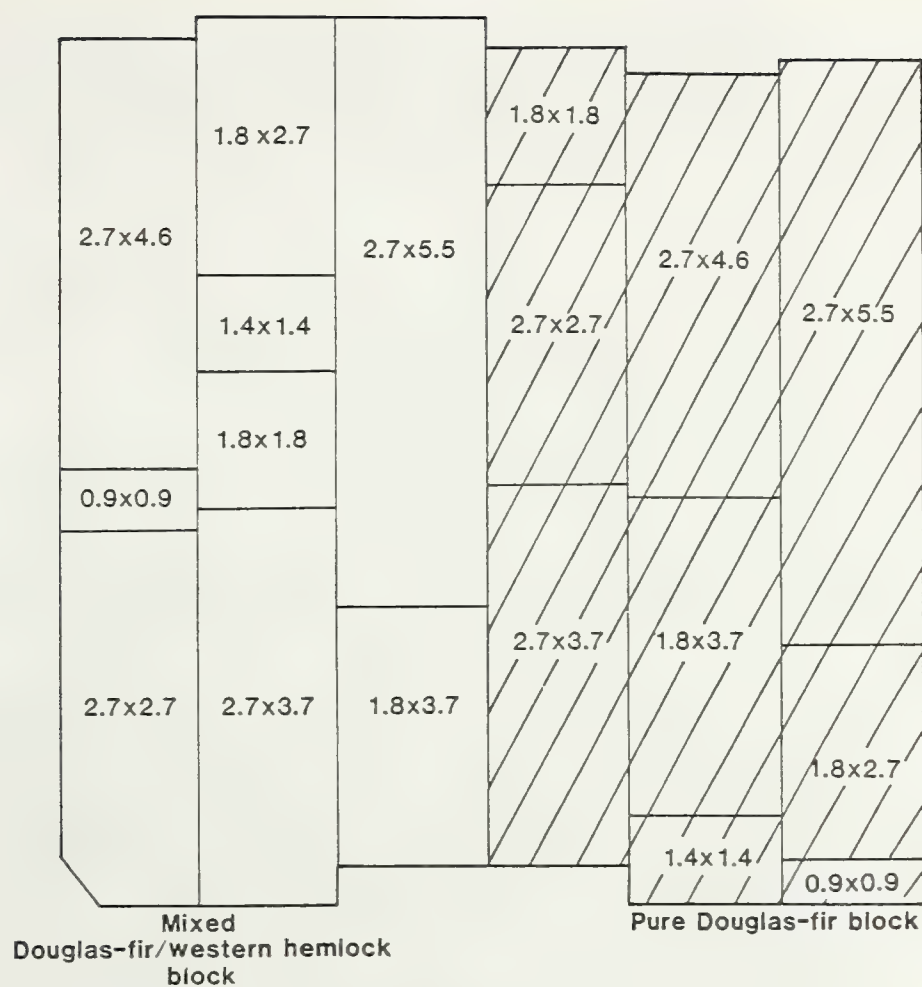 2.7x4.6
0.9x0.9
2.7x2.7
1.8x2.7
1.4x1.4
1.8x1.8
2.7x3.7
2.7x5.5
1.8x3.7
1.8x1.8
2.7x2.7
2.7x3.7
2.7x4.6
1.8x3.7
1.4x1.4
2.7x5.5
1.8x2.7
0.9x0.9
Mixed
Douglas-fir/western hemlock
block
Pure Douglas-fir block